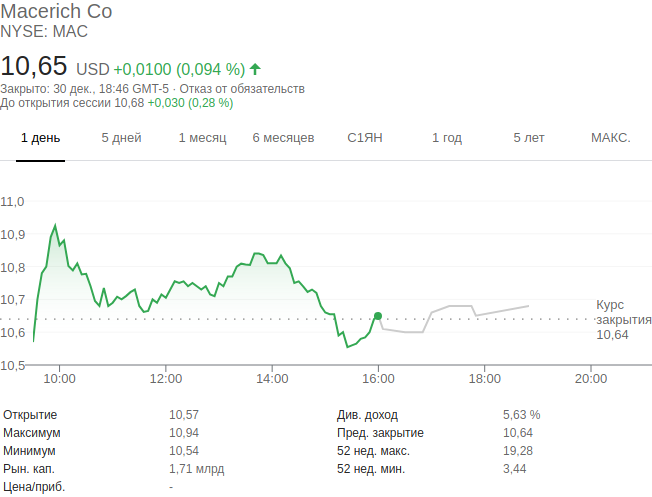 Macerich Co
NYSE: MAC
10,65 USD +0,0100 (0,094 %)
Закрыто: 30 дек., 18:46 GMT-5 · Отказ от обязательств
До открытия сессии 10,68 +0,030 (0,28 %)
1 день 5 дней 1 месяц 6 месяцев С1ЯН 1 год 5 лет МАКС.
11,0
10,9
10,8
10,7
Курс
закрытия
10,64
10,6
10,5
10:00 12:00 14:00 16:00 18:00 20:00
Открытие 10,57 Див. доход 5,63 %
Максимум 10,94 Пред. закрытие 10,64
Минимум 10,54 52 нед. макс. 19,28
Рын. кап. 1,71 млрд 52 нед. мин. 3,44
Цена/приб. -